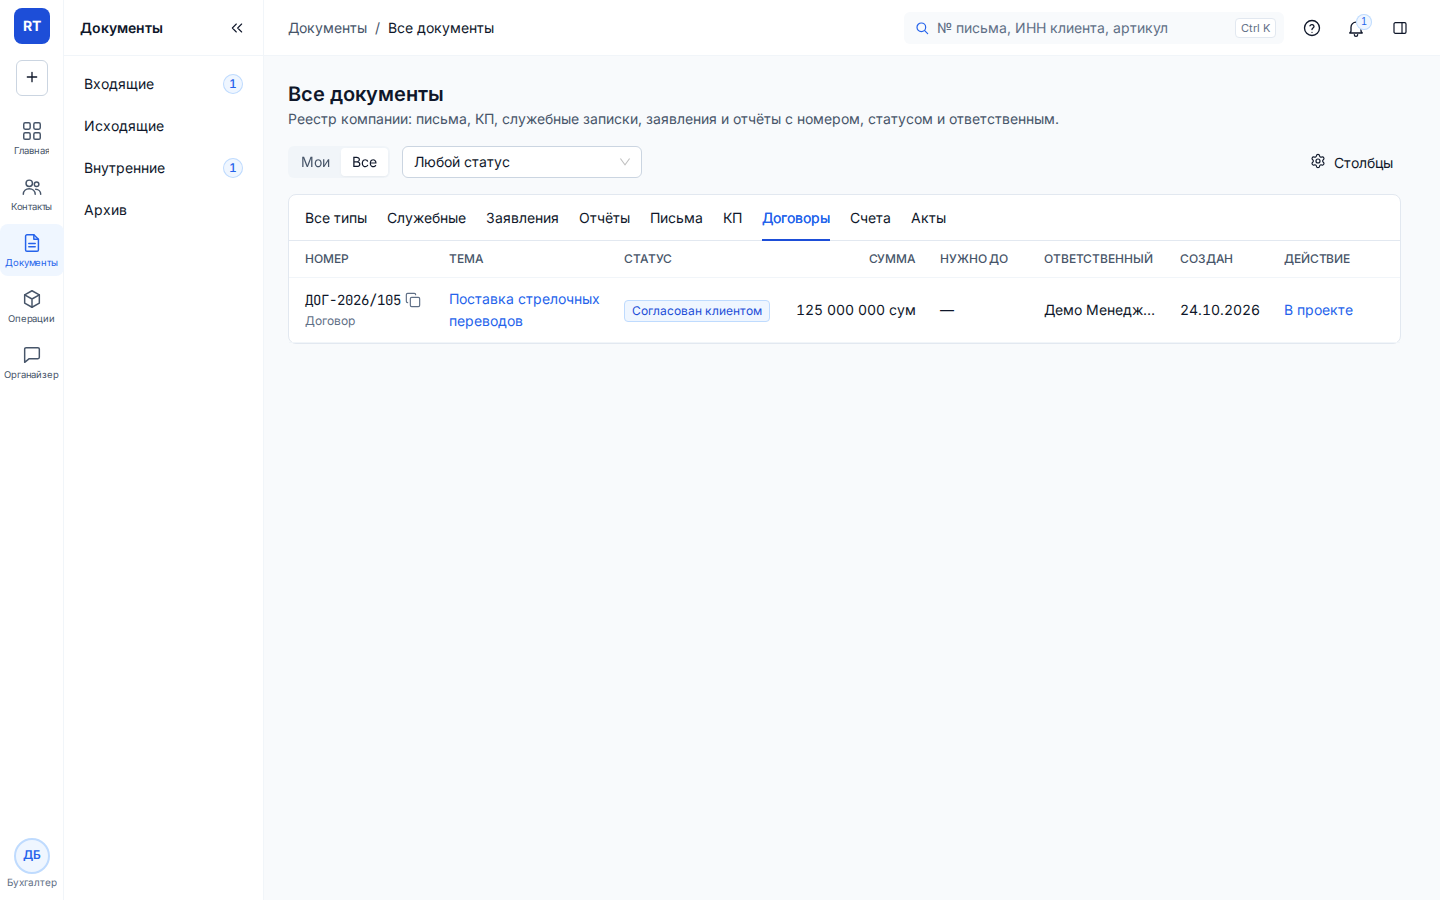 RT
Главная
Контакты
Документы
Операции
Органайзер
ДБ
Бухгалтер
Документы
Входящие 1
Исходящие
Внутренние 1
Архив
Документы / Все документы
№ письма, ИНН клиента, артикул Ctrl K
1
Все документы
Реестр компании: письма, КП, служебные записки, заявления и отчёты с номером, статусом и ответственным.
Мои Все Любой статус Столбцы
Все типы Служебные Заявления Отчёты Письма КП Договоры Счета Акты
НОМЕР ТЕМА СТАТУС СУММА НУЖНО ДО ОТВЕТСТВЕННЫЙ СОЗДАН ДЕЙСТВИЕ
ДОГ-2026/105 Поставка стрелочных переводов Согласован клиентом 125 000 000 сум — Демо Менедж... 24.10.2026 В проекте
Договор